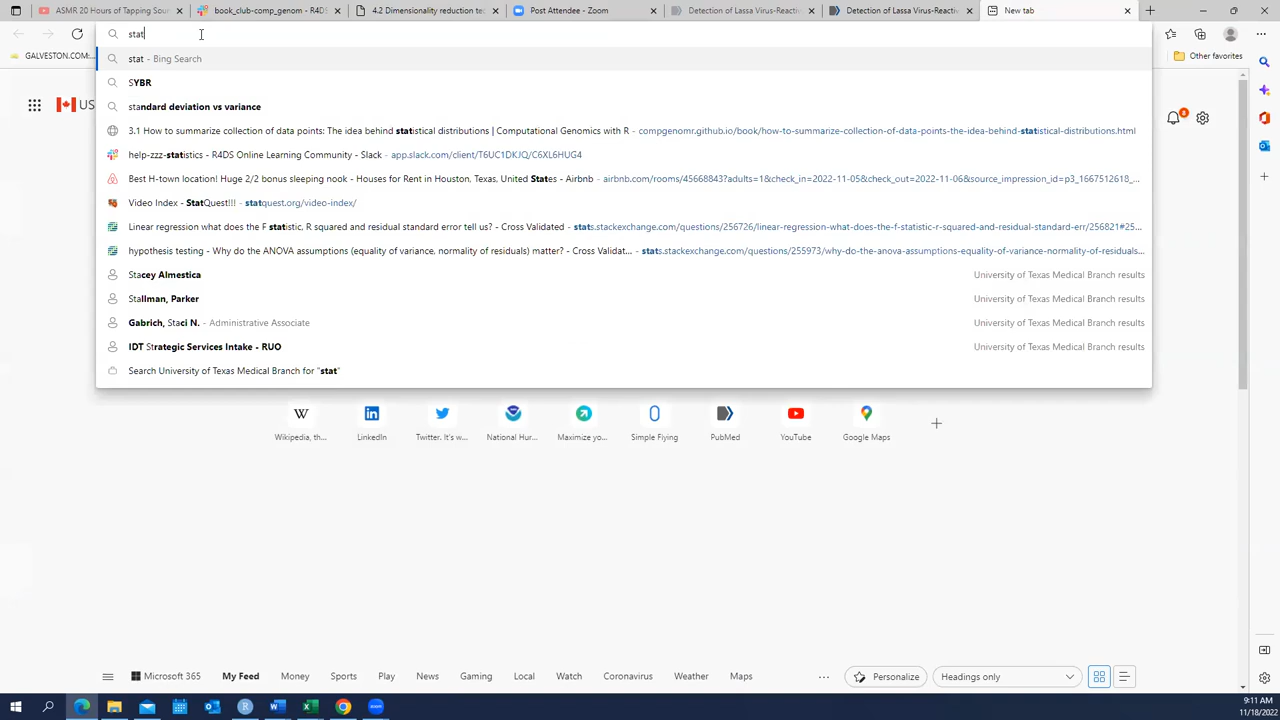 ASMR 20 Hours of Tapping Soun
book_club-comp_genom - R4DS
4.2 Dimensionality reduction tec
Post Attendee - Zoom
Detection of Lassa Virus-Reactiv
Detection of Lassa Virus-Reactiv
New tab
stat
GALVESTON.COM:
Other favorites
US
stat - Bing Search
SYBR
standard deviation vs variance
3.1 How to summarize collection of data points: The idea behind statistical distributions | Computational Genomics with R - compgenomr.github.io/book/how-to-summarize-collection-of-data-points-the-idea-behind-statistical-distributions.html
help-zzz-statistics - R4DS Online Learning Community - Slack - app.slack.com/client/T6UC1DKJQ/C6XL6HUG4
Best H-town location! Huge 2/2 bonus sleeping nook - Houses for Rent in Houston, Texas, United States - Airbnb - airbnb.com/rooms/45668843?adults=1&check_in=2022-11-05&check_out=2022-11-06&source_impression_id=p3_1667512618_...
Video Index - StatQuest!!! - statquest.org/video-index/
Linear regression what does the F statistic, R squared and residual standard error tell us? - Cross Validated - stats.stackexchange.com/questions/256726/linear-regression-what-does-the-f-statistic-r-squared-and-residual-standard-err/256821#25...
hypothesis testing - Why do the ANOVA assumptions (equality of variance, normality of residuals) matter? - Cross Validat... - stats.stackexchange.com/questions/255973/why-do-the-anova-assumptions-equality-of-variance-normality-of-residuals...
Stacey Almestica University of Texas Medical Branch results
Stallman, Parker University of Texas Medical Branch results
Gabrich, Staci N. - Administrative Associate University of Texas Medical Branch results
IDT Strategic Services Intake - RUO University of Texas Medical Branch results
Search University of Texas Medical Branch for "stat"
Wikipedia, th...
LinkedIn
Twitter. It's w...
National Hur...
Maximize yo...
Simple Flying
PubMed
YouTube
Google Maps
Microsoft 365
My Feed
Money
Sports
Play
News
Gaming
Local
Watch
Coronavirus
Weather
Maps
...
Personalize
Headings only
9:11 AM
11/18/2022